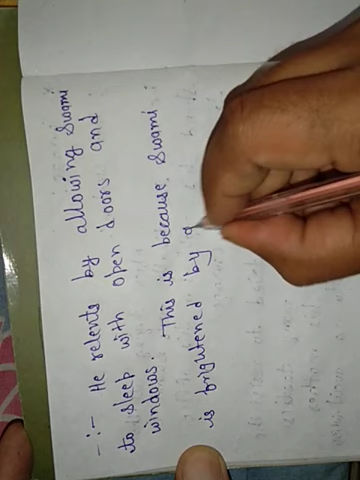 -:- He relents by allowing Swami
to sleep with open doors and
windows. This is because Swami
is frightened by a